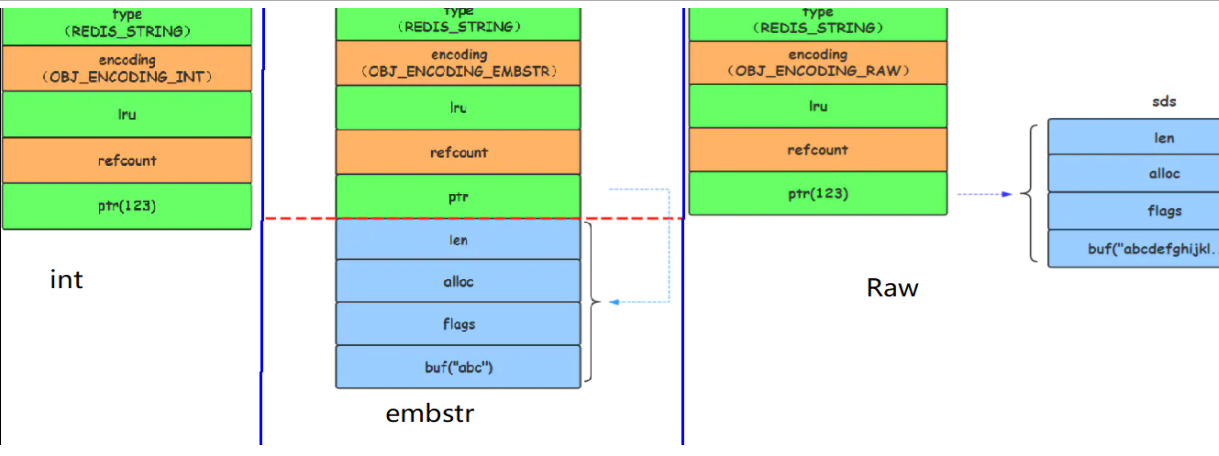 type
(REDIS_STRING)
encoding
(OBJ_ENCODING_INT)
lru
refcount
ptr(123)
int
type
(REDIS_STRING)
encoding
(OBJ_ENCODING_EMBSTR)
lru
refcount
ptr
len
alloc
flags
buf("abc")
embstr
type
(REDIS_STRING)
encoding
(OBJ_ENCODING_RAW)
lru
refcount
ptr(123)
Raw
sds
len
alloc
flags
buf("abcdefghijkl..